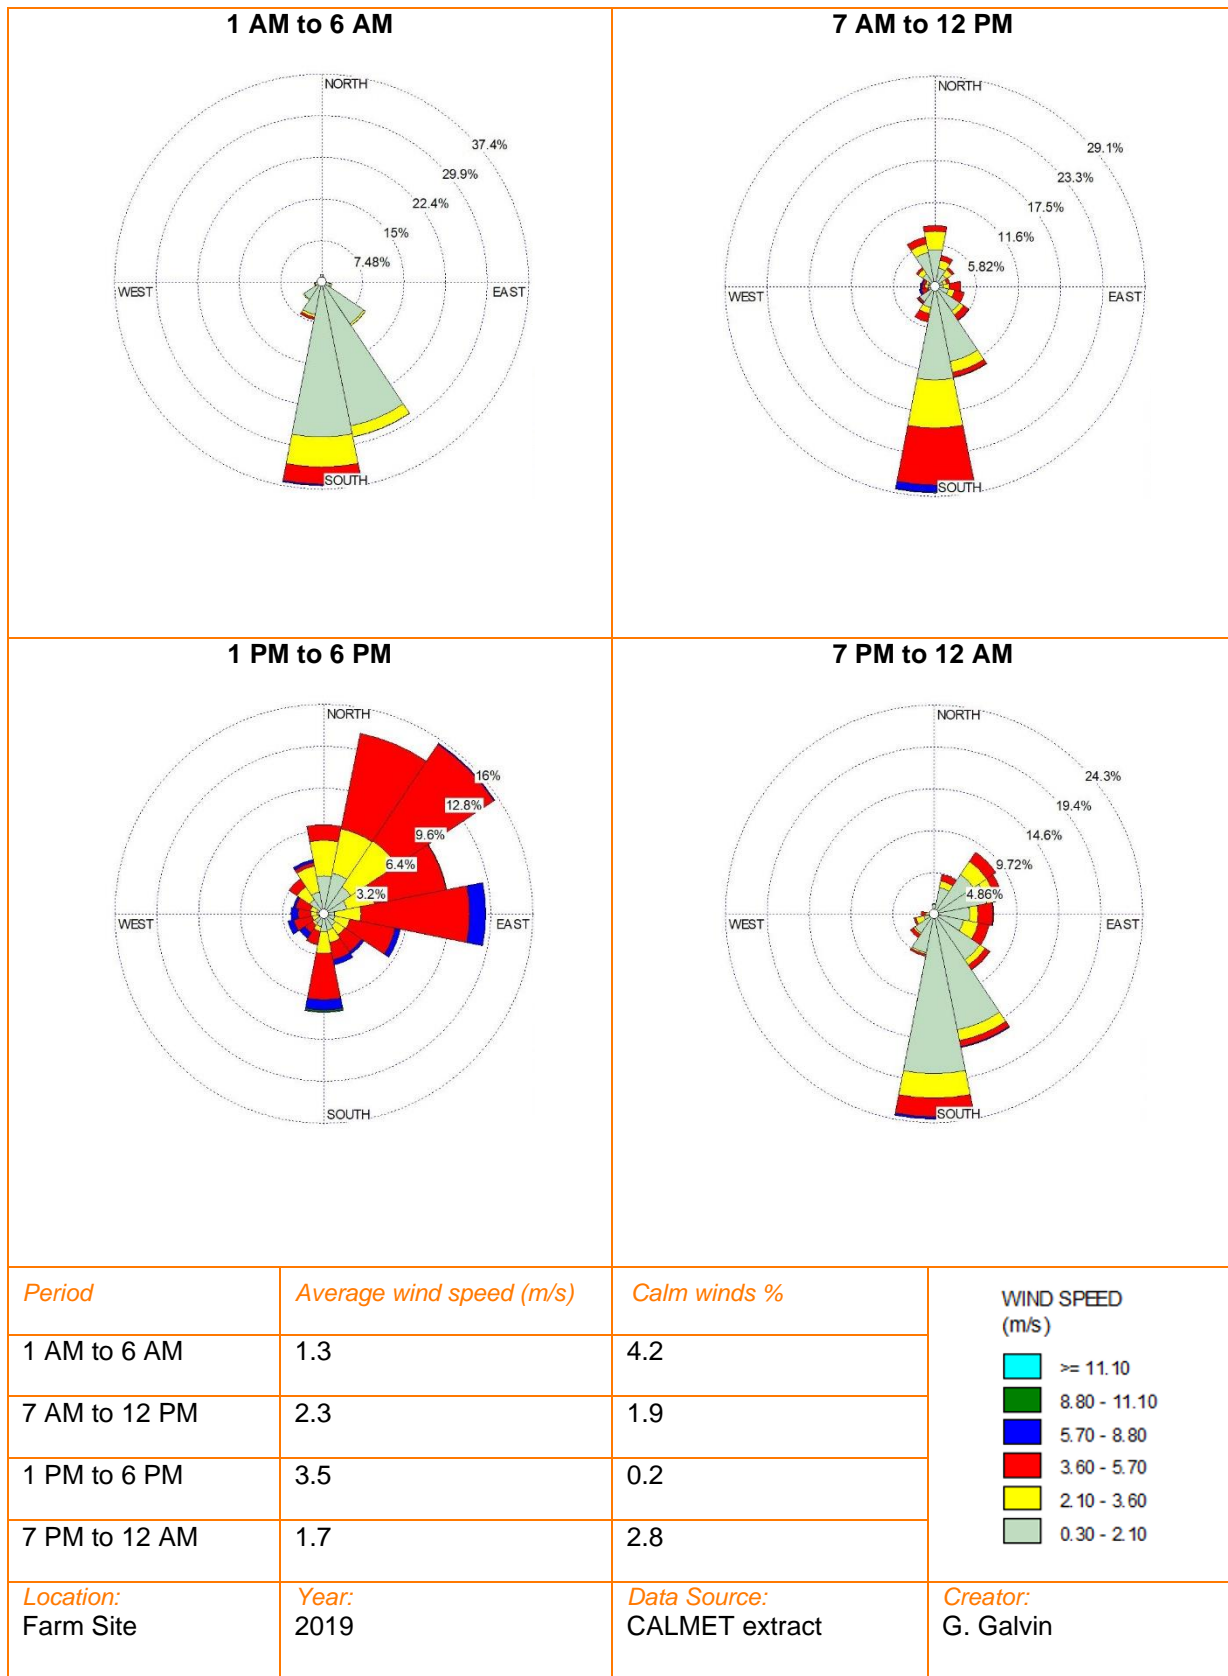 1 AM to 6 AM
NORTH
37.4%
29.9%
22.4%
15%
7.48%
WEST
EAST
SOUTH
7 AM to 12 PM
NORTH
29.1%
23.3%
17.5%
11.6%
5.82%
WEST
EAST
SOUTH
1 PM to 6 PM
NORTH
16%
12.8%
9.6%
6.4%
3.2%
WEST
EAST
SOUTH
7 PM to 12 AM
NORTH
24.3%
19.4%
14.6%
9.72%
4.86%
WEST
EAST
SOUTH
Period Average wind speed (m/s) Calm winds %
1 AM to 6 AM 1.3 4.2
7 AM to 12 PM 2.3 1.9
1 PM to 6 PM 3.5 0.2
7 PM to 12 AM 1.7 2.8
WIND SPEED
(m/s)
>= 11.10
8.80 - 11.10
5.70 - 8.80
3.60 - 5.70
2.10 - 3.60
0.30 - 2.10
Location:
Farm Site
Year:
2019
Data Source:
CALMET extract
Creator:
G. Galvin